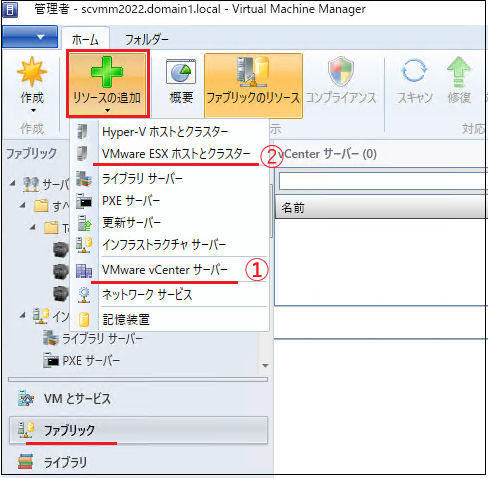 管理者 - scvmm2022.domain1.local - Virtual Machine Manager
ホーム フォルダー
作成 リソースの追加 概要 ファブリックのリソース コンプライアンス スキャン 修復
作成 示 対応
ファブリック
Hyper-V ホストとクラスター
VMware ESX ホストとクラスター ②
ライブラリ サーバー
PXE サーバー
更新サーバー
インフラストラクチャ サーバー
VMware vCenter サーバー ①
ネットワーク サービス
記憶装置
vCenter サーバー (0)
名前
サーバ
すべ
To
イン
ライブラリ サーバー
PXE サーバー
VM とサービス
ファブリック
ライブラリ